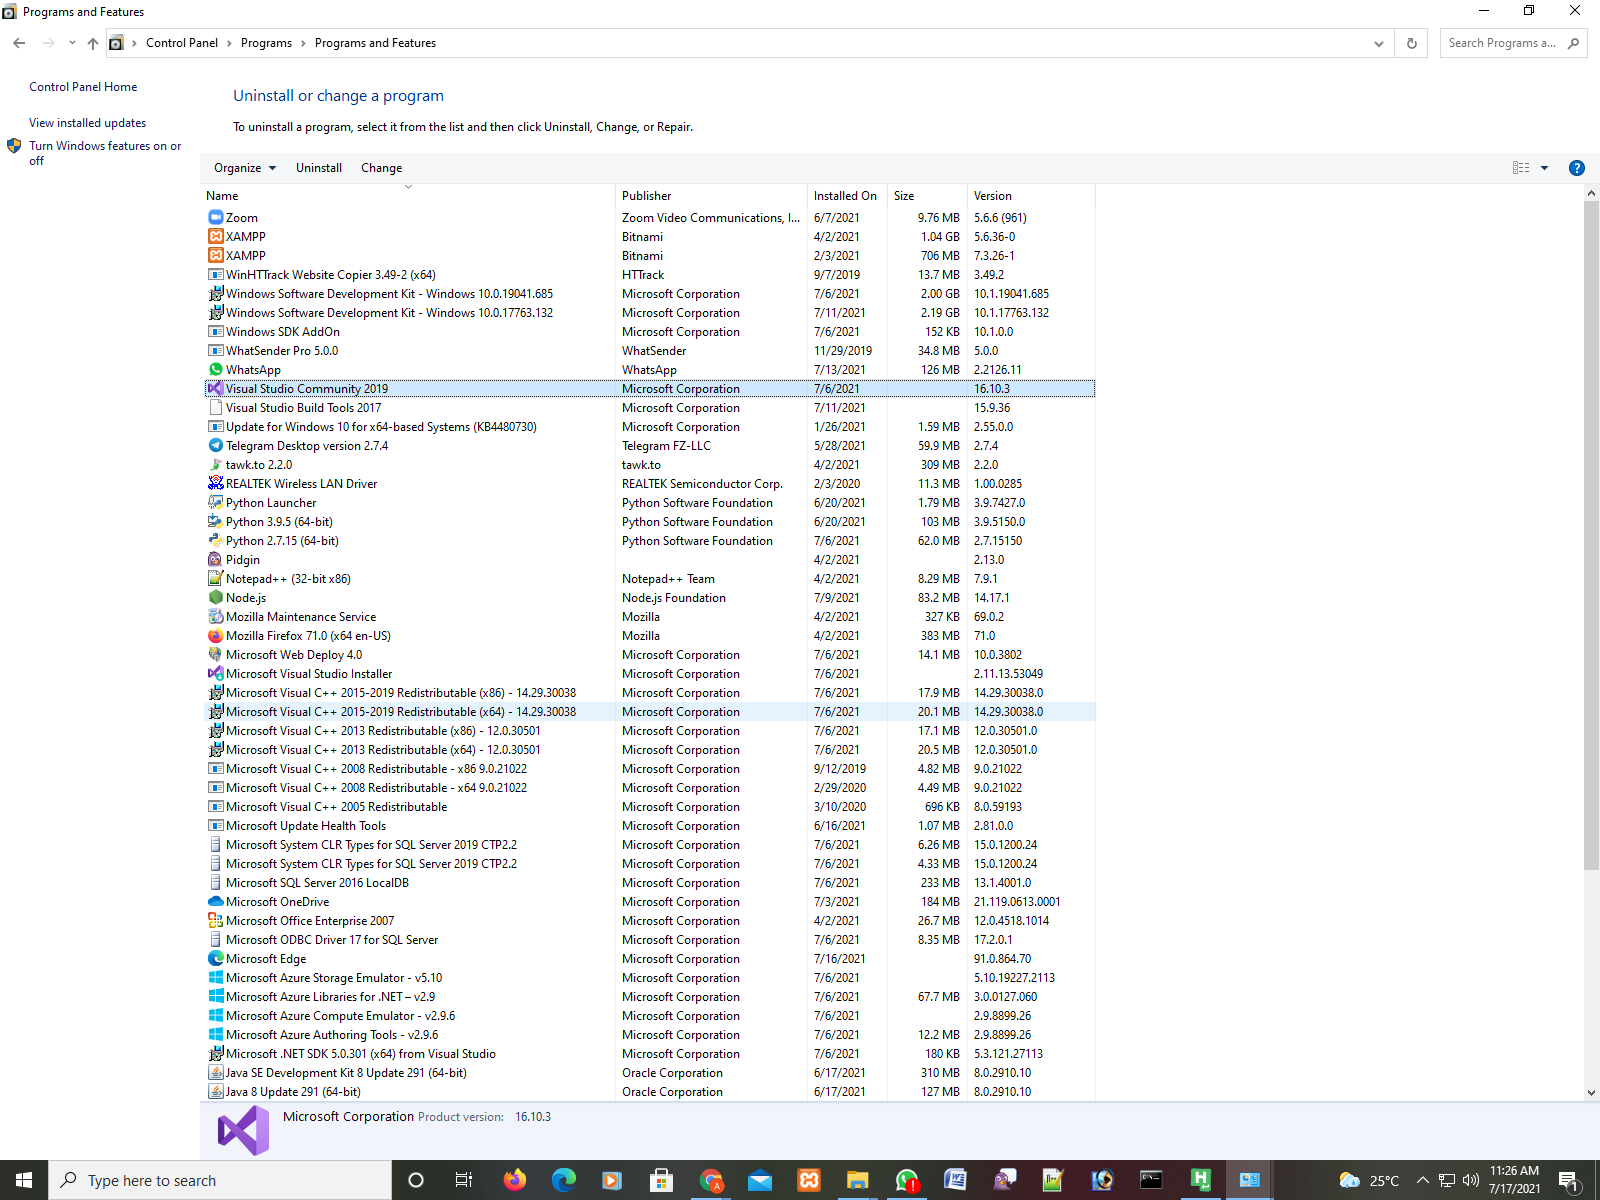 Programs and Features
Control Panel > Programs > Programs and Features
Search Programs a...
Control Panel Home
View installed updates
Turn Windows features on or
off
Uninstall or change a program
To uninstall a program, select it from the list and then click Uninstall, Change, or Repair.
Organize Uninstall Change
Name Publisher Installed On Size Version
Zoom Zoom Video Communications, I... 6/7/2021 9.76 MB 5.6.6 (961)
XAMPP Bitnami 4/2/2021 1.04 GB 5.6.36-0
XAMPP Bitnami 2/3/2021 706 MB 7.3.26-1
WinHTTrack Website Copier 3.49-2 (x64) HTTrack 9/7/2019 13.7 MB 3.49.2
Windows Software Development Kit - Windows 10.0.19041.685 Microsoft Corporation 7/6/2021 2.00 GB 10.1.19041.685
Windows Software Development Kit - Windows 10.0.17763.132 Microsoft Corporation 7/11/2021 2.19 GB 10.1.17763.132
Windows SDK AddOn Microsoft Corporation 7/6/2021 152 KB 10.1.0.0
WhatSender Pro 5.0.0 WhatSender 11/29/2019 34.8 MB 5.0.0
WhatsApp WhatsApp 7/13/2021 126 MB 2.2126.11
Visual Studio Community 2019 Microsoft Corporation 7/6/2021 16.10.3
Visual Studio Build Tools 2017 Microsoft Corporation 7/11/2021 15.9.36
Update for Windows 10 for x64-based Systems (KB4480730) Microsoft Corporation 1/26/2021 1.59 MB 2.55.0.0
Telegram Desktop version 2.7.4 Telegram FZ-LLC 5/28/2021 59.9 MB 2.7.4
tawk.to 2.2.0 tawk.to 4/2/2021 309 MB 2.2.0
REALTEK Wireless LAN Driver REALTEK Semiconductor Corp. 2/3/2020 11.3 MB 1.00.0285
Python Launcher Python Software Foundation 6/20/2021 1.79 MB 3.9.7427.0
Python 3.9.5 (64-bit) Python Software Foundation 6/20/2021 103 MB 3.9.5150.0
Python 2.7.15 (64-bit) Python Software Foundation 7/6/2021 62.0 MB 2.7.15150
Pidgin 4/2/2021 2.13.0
Notepad++ (32-bit x86) Notepad++ Team 4/2/2021 8.29 MB 7.9.1
Node.js Node.js Foundation 7/9/2021 83.2 MB 14.17.1
Mozilla Maintenance Service Mozilla 4/2/2021 327 KB 69.0.2
Mozilla Firefox 71.0 (x64 en-US) Mozilla 4/2/2021 383 MB 71.0
Microsoft Web Deploy 4.0 Microsoft Corporation 7/6/2021 14.1 MB 10.0.3802
Microsoft Visual Studio Installer Microsoft Corporation 7/6/2021 2.11.13.53049
Microsoft Visual C++ 2015-2019 Redistributable (x86) - 14.29.30038 Microsoft Corporation 7/6/2021 17.9 MB 14.29.30038.0
Microsoft Visual C++ 2015-2019 Redistributable (x64) - 14.29.30038 Microsoft Corporation 7/6/2021 20.1 MB 14.29.30038.0
Microsoft Visual C++ 2013 Redistributable (x86) - 12.0.30501 Microsoft Corporation 7/6/2021 17.1 MB 12.0.30501.0
Microsoft Visual C++ 2013 Redistributable (x64) - 12.0.30501 Microsoft Corporation 7/6/2021 20.5 MB 12.0.30501.0
Microsoft Visual C++ 2008 Redistributable - x86 9.0.21022 Microsoft Corporation 9/12/2019 4.82 MB 9.0.21022
Microsoft Visual C++ 2008 Redistributable - x64 9.0.21022 Microsoft Corporation 2/29/2020 4.49 MB 9.0.21022
Microsoft Visual C++ 2005 Redistributable Microsoft Corporation 3/10/2020 696 KB 8.0.59193
Microsoft Update Health Tools Microsoft Corporation 6/16/2021 1.07 MB 2.81.0.0
Microsoft System CLR Types for SQL Server 2019 CTP2.2 Microsoft Corporation 7/6/2021 6.26 MB 15.0.1200.24
Microsoft System CLR Types for SQL Server 2019 CTP2.2 Microsoft Corporation 7/6/2021 4.33 MB 15.0.1200.24
Microsoft SQL Server 2016 LocalDB Microsoft Corporation 7/6/2021 233 MB 13.1.4001.0
Microsoft OneDrive Microsoft Corporation 7/3/2021 184 MB 21.119.0613.0001
Microsoft Office Enterprise 2007 Microsoft Corporation 4/2/2021 26.7 MB 12.0.4518.1014
Microsoft ODBC Driver 17 for SQL Server Microsoft Corporation 7/6/2021 8.35 MB 17.2.0.1
Microsoft Edge Microsoft Corporation 7/16/2021 91.0.864.70
Microsoft Azure Storage Emulator - v5.10 Microsoft Corporation 7/6/2021 5.10.19227.2113
Microsoft Azure Libraries for .NET – v2.9 Microsoft Corporation 7/6/2021 67.7 MB 3.0.0127.060
Microsoft Azure Compute Emulator - v2.9.6 Microsoft Corporation 7/6/2021 2.9.8899.26
Microsoft Azure Authoring Tools - v2.9.6 Microsoft Corporation 7/6/2021 12.2 MB 2.9.8899.26
Microsoft .NET SDK 5.0.301 (x64) from Visual Studio Microsoft Corporation 7/6/2021 180 KB 5.3.121.27113
Java SE Development Kit 8 Update 291 (64-bit) Oracle Corporation 6/17/2021 310 MB 8.0.2910.10
Java 8 Update 291 (64-bit) Oracle Corporation 6/17/2021 127 MB 8.0.2910.10
Microsoft Corporation Product version: 16.10.3
Type here to search
25°C
11:26 AM
7/17/2021
1